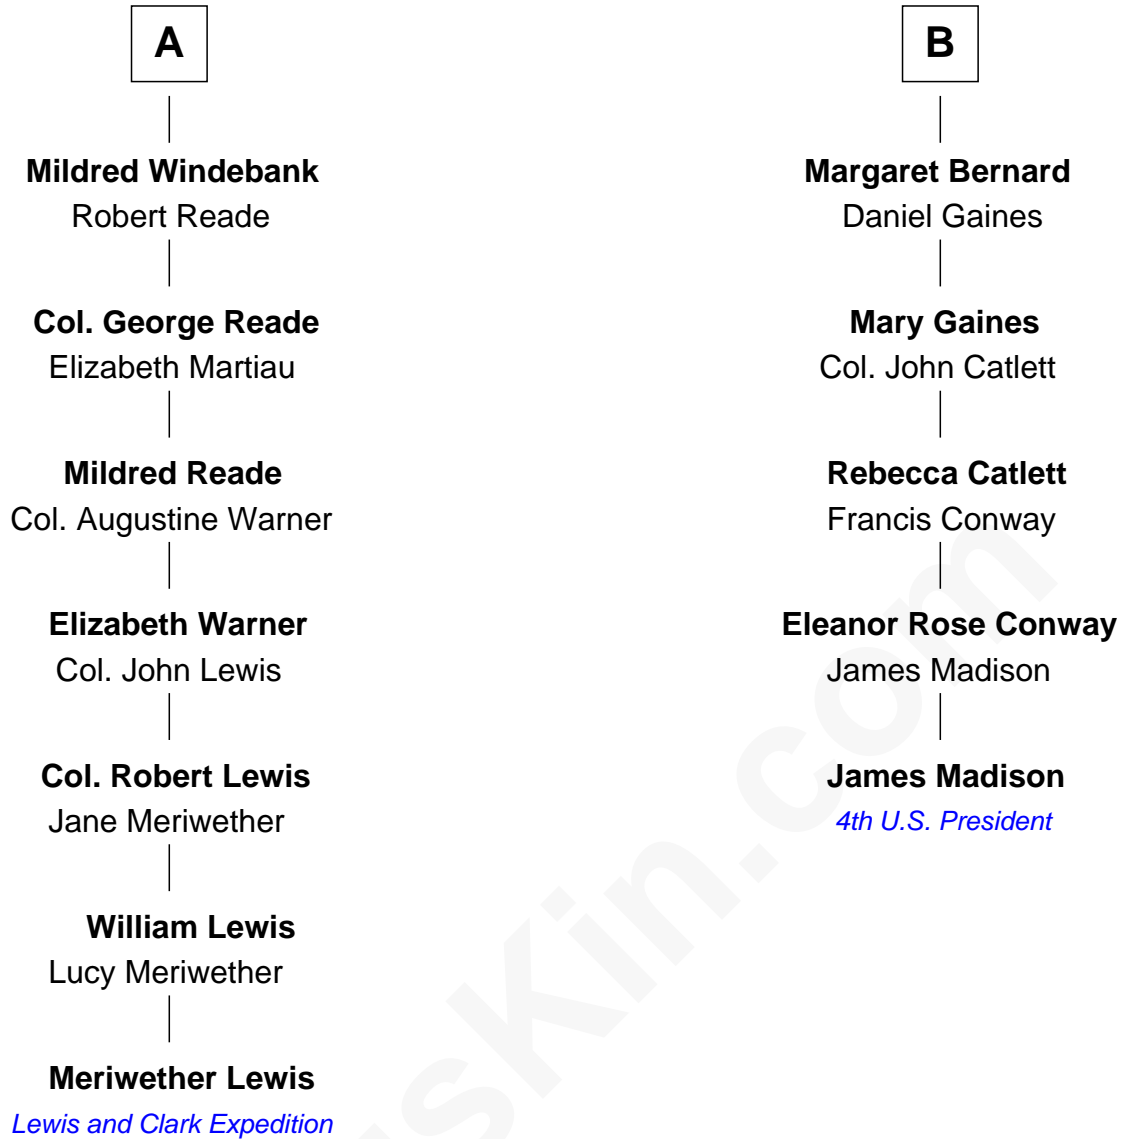 A
Mildred Windebank
Robert Reade
Col. George Reade
Elizabeth Martiau
Mildred Reade
Col. Augustine Warner
Elizabeth Warner
Col. John Lewis
Col. Robert Lewis
Jane Meriwether
William Lewis
Lucy Meriwether
Meriwether Lewis
Lewis and Clark Expedition
B
Margaret Bernard
Daniel Gaines
Mary Gaines
Col. John Catlett
Rebecca Catlett
Francis Conway
Eleanor Rose Conway
James Madison
James Madison
4th U.S. President